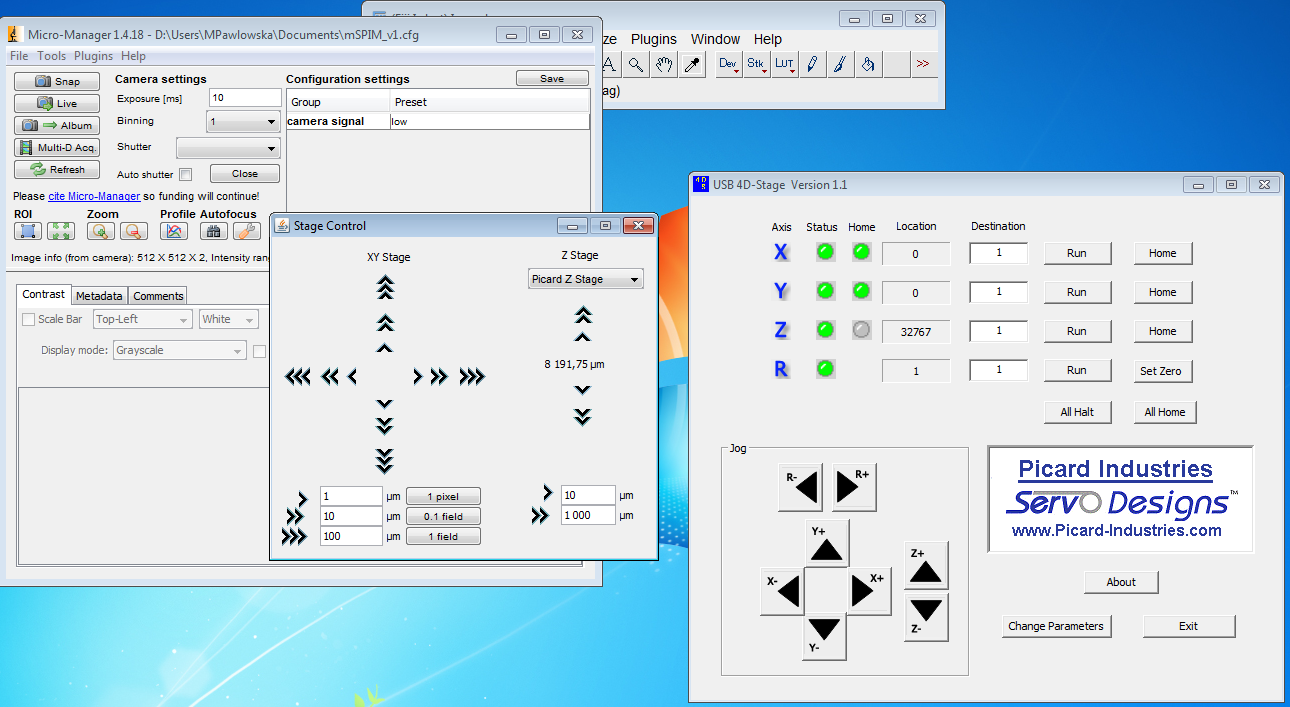 Micro-Manager 1.4.18 - D:\Users\MPawlowska\Documents\mSPIM_v1.cfg
File Tools Plugins Help
Snap
Live
Album
Multi-D Acq.
Refresh
Camera settings
Exposure [ms] 10
Binning 1
Shutter
Auto shutter
Close
Configuration settings
Save
Group Preset
camera signal low
Please cite Micro-Manager so funding will continue!
ROI Zoom Profile Autofocus
Image info (from camera): 512 X 512 X 2, Intensity rang
Contrast Metadata Comments
Scale Bar Top-Left White
Display mode: Grayscale
ze Plugins Window Help
A Dev Stk LUT >>
ag)
Stage Control
XY Stage
Z Stage
Picard Z Stage
8 191,75 µm
1 µm 1 pixel
10 µm 0.1 field
100 µm 1 field
10 µm
1 000 µm
4D S
USB 4D-Stage Version 1.1
Axis Status Home Location Destination
X 0 1 Run Home
Y 0 1 Run Home
Z 32767 1 Run Home
R 1 1 Run Set Zero
All Halt All Home
Jog
R- R+
Y+
X- X+
Y-
Z+
Z-
Picard Industries
Servo Designs™
www.Picard-Industries.com
About
Change Parameters
Exit